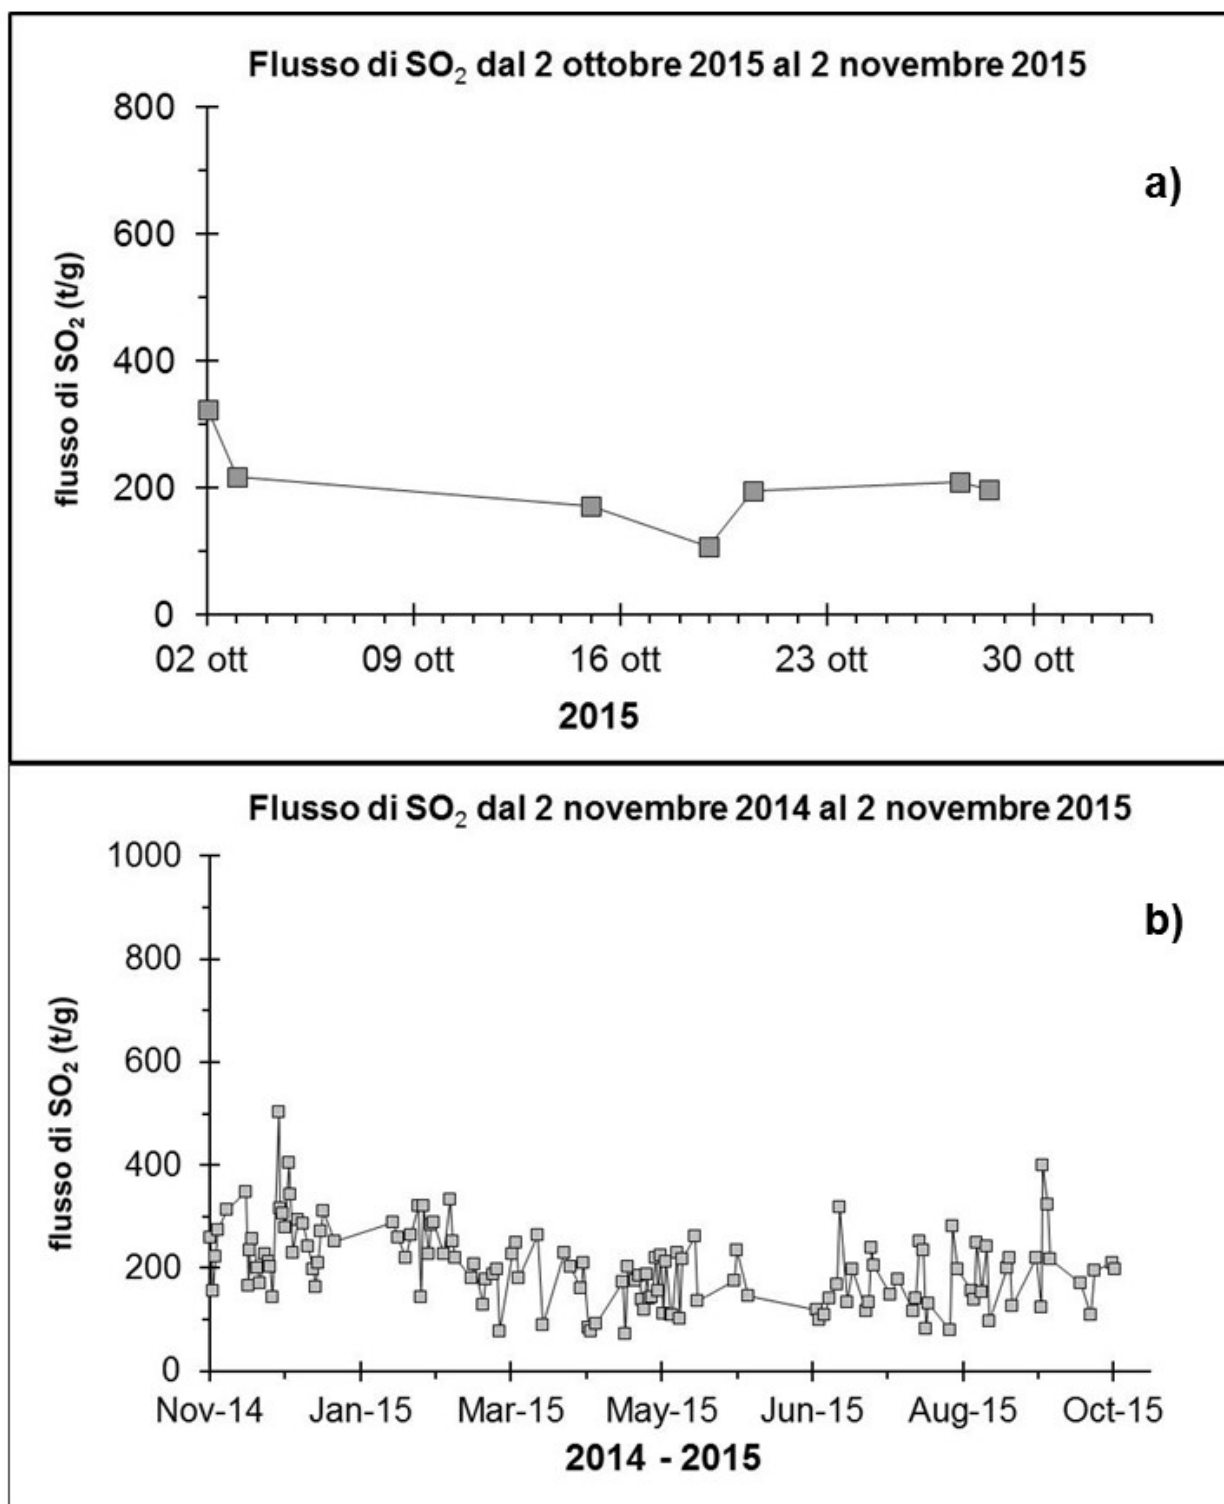 Flusso di SO₂ dal 2 ottobre 2015 al 2 novembre 2015
a)
flusso di SO₂ (t/g)
800
600
400
200
0
02 ott 09 ott 16 ott 23 ott 30 ott
2015
Flusso di SO₂ dal 2 novembre 2014 al 2 novembre 2015
b)
flusso di SO₂ (t/g)
1000
800
600
400
200
0
Nov-14 Jan-15 Mar-15 May-15 Jun-15 Aug-15 Oct-15
2014 - 2015